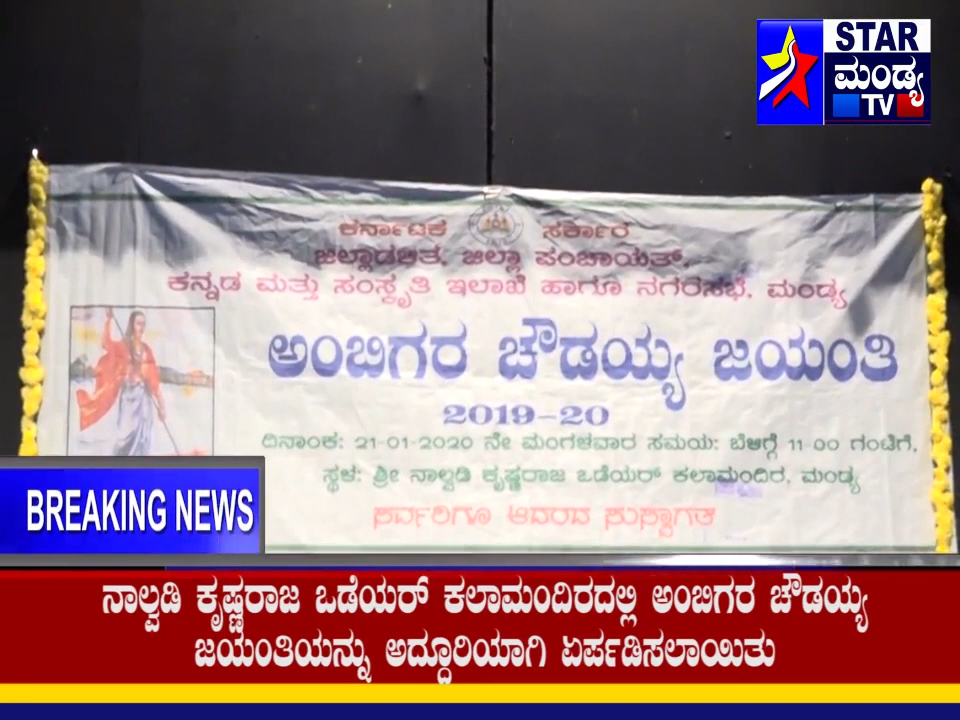 STAR
ಮಂಡ್ಯ
TV
ಕರ್ನಾಟಕ ಸರ್ಕಾರ
ಜಿಲ್ಲಾಡಳಿತ, ಜಿಲ್ಲಾ ಪಂಚಾಯತ್,
ಕನ್ನಡ ಮತ್ತು ಸಂಸ್ಕೃತಿ ಇಲಾಖೆ ಹಾಗೂ ನಗರಸಭೆ, ಮಂಡ್ಯ
ಅಂಬಿಗರ ಚೌಡಯ್ಯ ಜಯಂತಿ
2019-20
ದಿನಾಂಕ: 21-01-2020 ನೇ ಮಂಗಳವಾರ ಸಮಯ: ಬೆಳಗ್ಗೆ 11-00 ಗಂಟೆಗೆ,
ಸ್ಥಳ: ಶ್ರೀ ನಾಲ್ವಡಿ ಕೃಷ್ಣರಾಜ ಒಡೆಯರ್ ಕಲಾಮಂದಿರ, ಮಂಡ್ಯ
ಸರ್ವರಿಗೂ ಆದರದ ಸುಸ್ವಾಗತ
BREAKING NEWS
ನಾಲ್ವಡಿ ಕೃಷ್ಣರಾಜ ಒಡೆಯರ್ ಕಲಾಮಂದಿರದಲ್ಲಿ ಅಂಬಿಗರ ಚೌಡಯ್ಯ
ಜಯಂತಿಯನ್ನು ಅದ್ದೂರಿಯಾಗಿ ಏರ್ಪಡಿಸಲಾಯಿತು